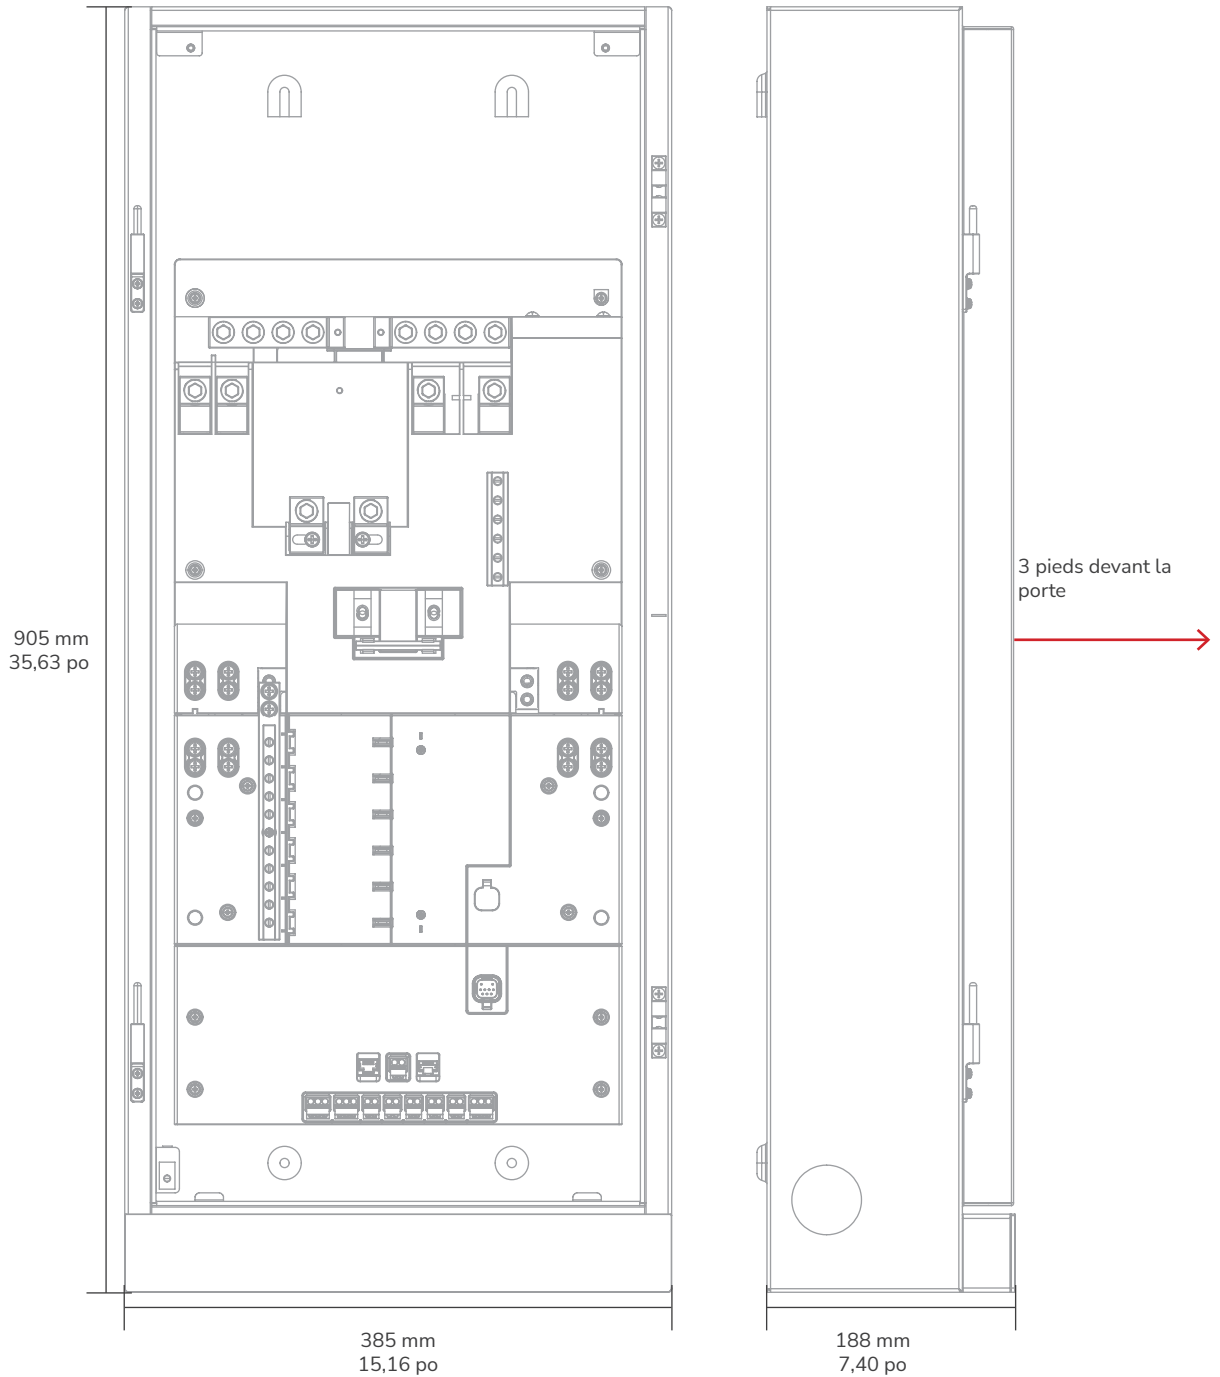 3 pieds devant la
porte
905 mm
35,63 po
385 mm
15,16 po
188 mm
7,40 po